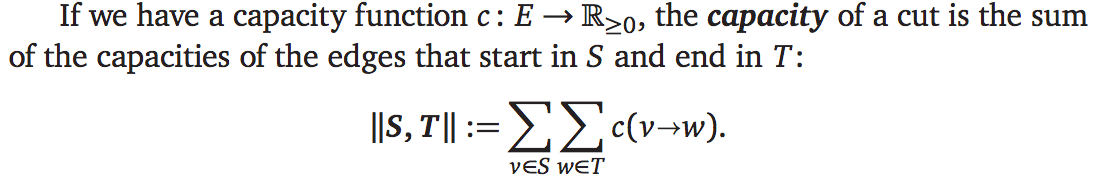 If we have a capacity function c: E → ℝ≥0, the capacity of a cut is the sum
of the capacities of the edges that start in S and end in T:
‖S, T‖ := ∑v∈S ∑w∈T c(v→w).